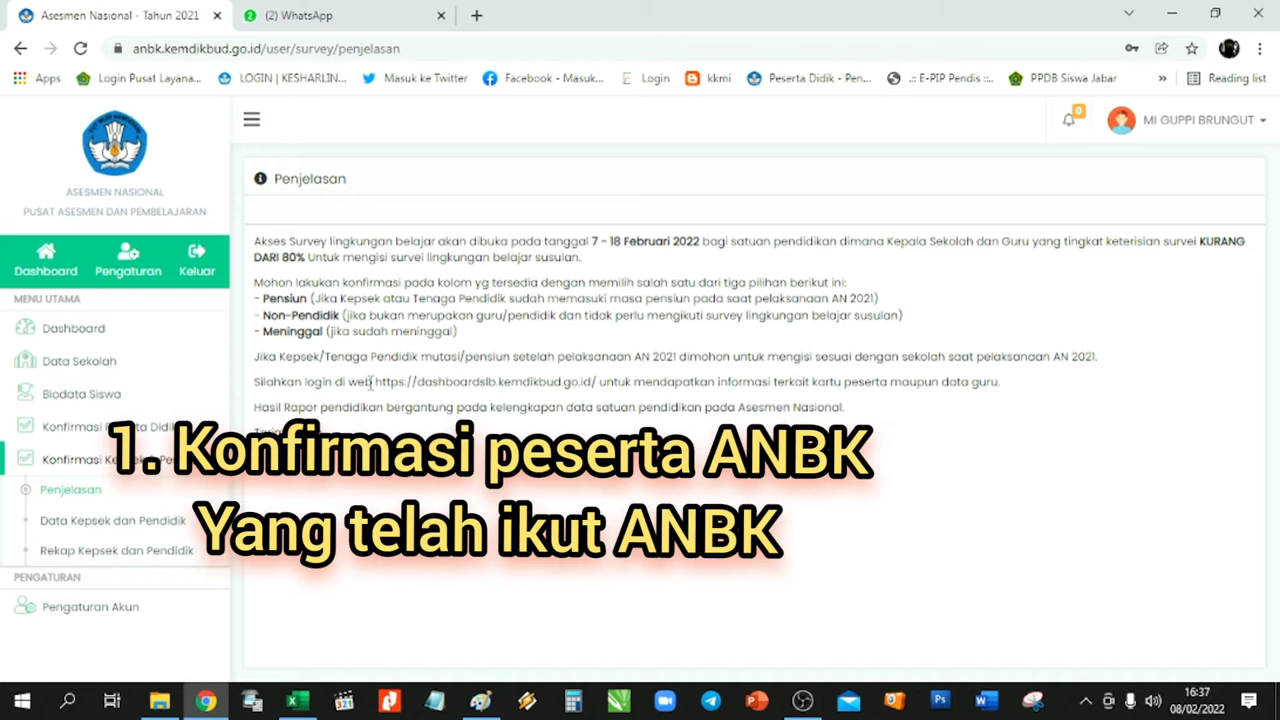 Asesmen Nasional - Tahun 2021
(2) WhatsApp
anbk.kemdikbud.go.id/user/survey/penjelasan
Apps
Login Pusat Layana...
LOGIN | KESHARLIN...
Masuk ke Twitter
Facebook - Masuk...
Login
kkmi
Peserta Didik - Pen...
.:: E-PIP Pendis ::..
PPDB Siswa Jabar
»
Reading list
ASESMEN NASIONAL
PUSAT ASESMEN DAN PEMBELAJARAN
0
MI GUPPI BRUNGUT
Dashboard
Pengaturan
Keluar
MENU UTAMA
Dashboard
Data Sekolah
Biodata Siswa
Konfirmasi
Konfirmasi
Penjelasan
Data Kepsek dan Pendidik
Rekap Kepsek dan Pendidik
PENGATURAN
Pengaturan Akun
Penjelasan
Akses Survey lingkungan belajar akan dibuka pada tanggal 7 - 18 Februari 2022 bagi satuan pendidikan dimana Kepala Sekolah dan Guru yang tingkat keterisian survei KURANG
DARI 80% Untuk mengisi survei lingkungan belajar susulan.
Mohon lakukan konfirmasi pada kolom yg tersedia dengan memilih salah satu dari tiga pilihan berikut ini:
- Pensiun (Jika Kepsek atau Tenaga Pendidik sudah memasuki masa pensiun pada saat pelaksanaan AN 2021)
- Non-Pendidik (jika bukan merupakan guru/pendidik dan tidak perlu mengikuti survey lingkungan belajar susulan)
- Meninggal (jika sudah meninggal)
Jika Kepsek/Tenaga Pendidik mutasi/pensiun setelah pelaksanaan AN 2021 dimohon untuk mengisi sesuai dengan sekolah saat pelaksanaan AN 2021.
Silahkan login di web https://dashboardslb.kemdikbud.go.id/ untuk mendapatkan informasi terkait kartu peserta maupun data guru.
Hasil Rapor pendidikan bergantung pada kelengkapan data satuan pendidikan pada Asesmen Nasional.
1. Konfirmasi peserta ANBK
Yang telah ikut ANBK
16:37
08/02/2022